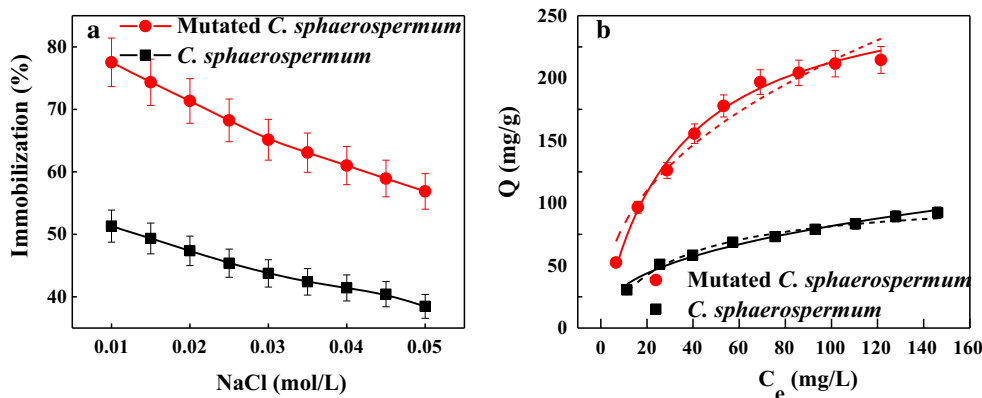 a
Mutated C. sphaerospermum
C. sphaerospermum
80
70
60
50
40
Immobilization (%)
0.01 0.02 0.03 0.04 0.05
NaCl (mol/L)
b
250
200
150
100
50
0
Q (mg/g)
Mutated C. sphaerospermum
C. sphaerospermum
0 20 40 60 80 100 120 140 160
Ce (mg/L)